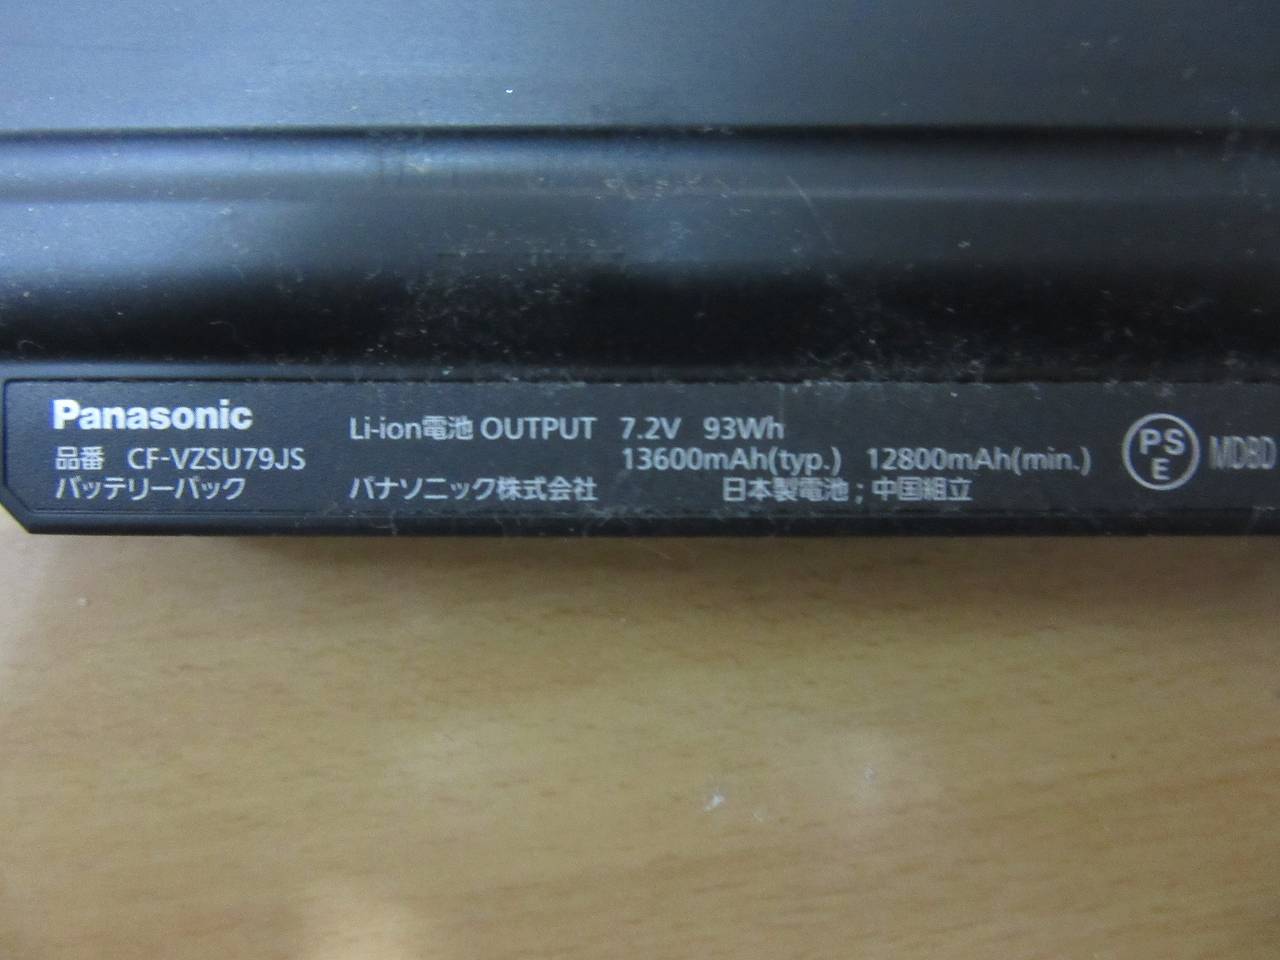 Panasonic
品番 CF-VZSU79JS
バッテリーパック
Li-ion電池 OUTPUT 7.2V 93Wh
13600mAh(typ.) 12800mAh(min.)
パナソニック株式会社 日本製電池;中国組立
PS
E
MDBD